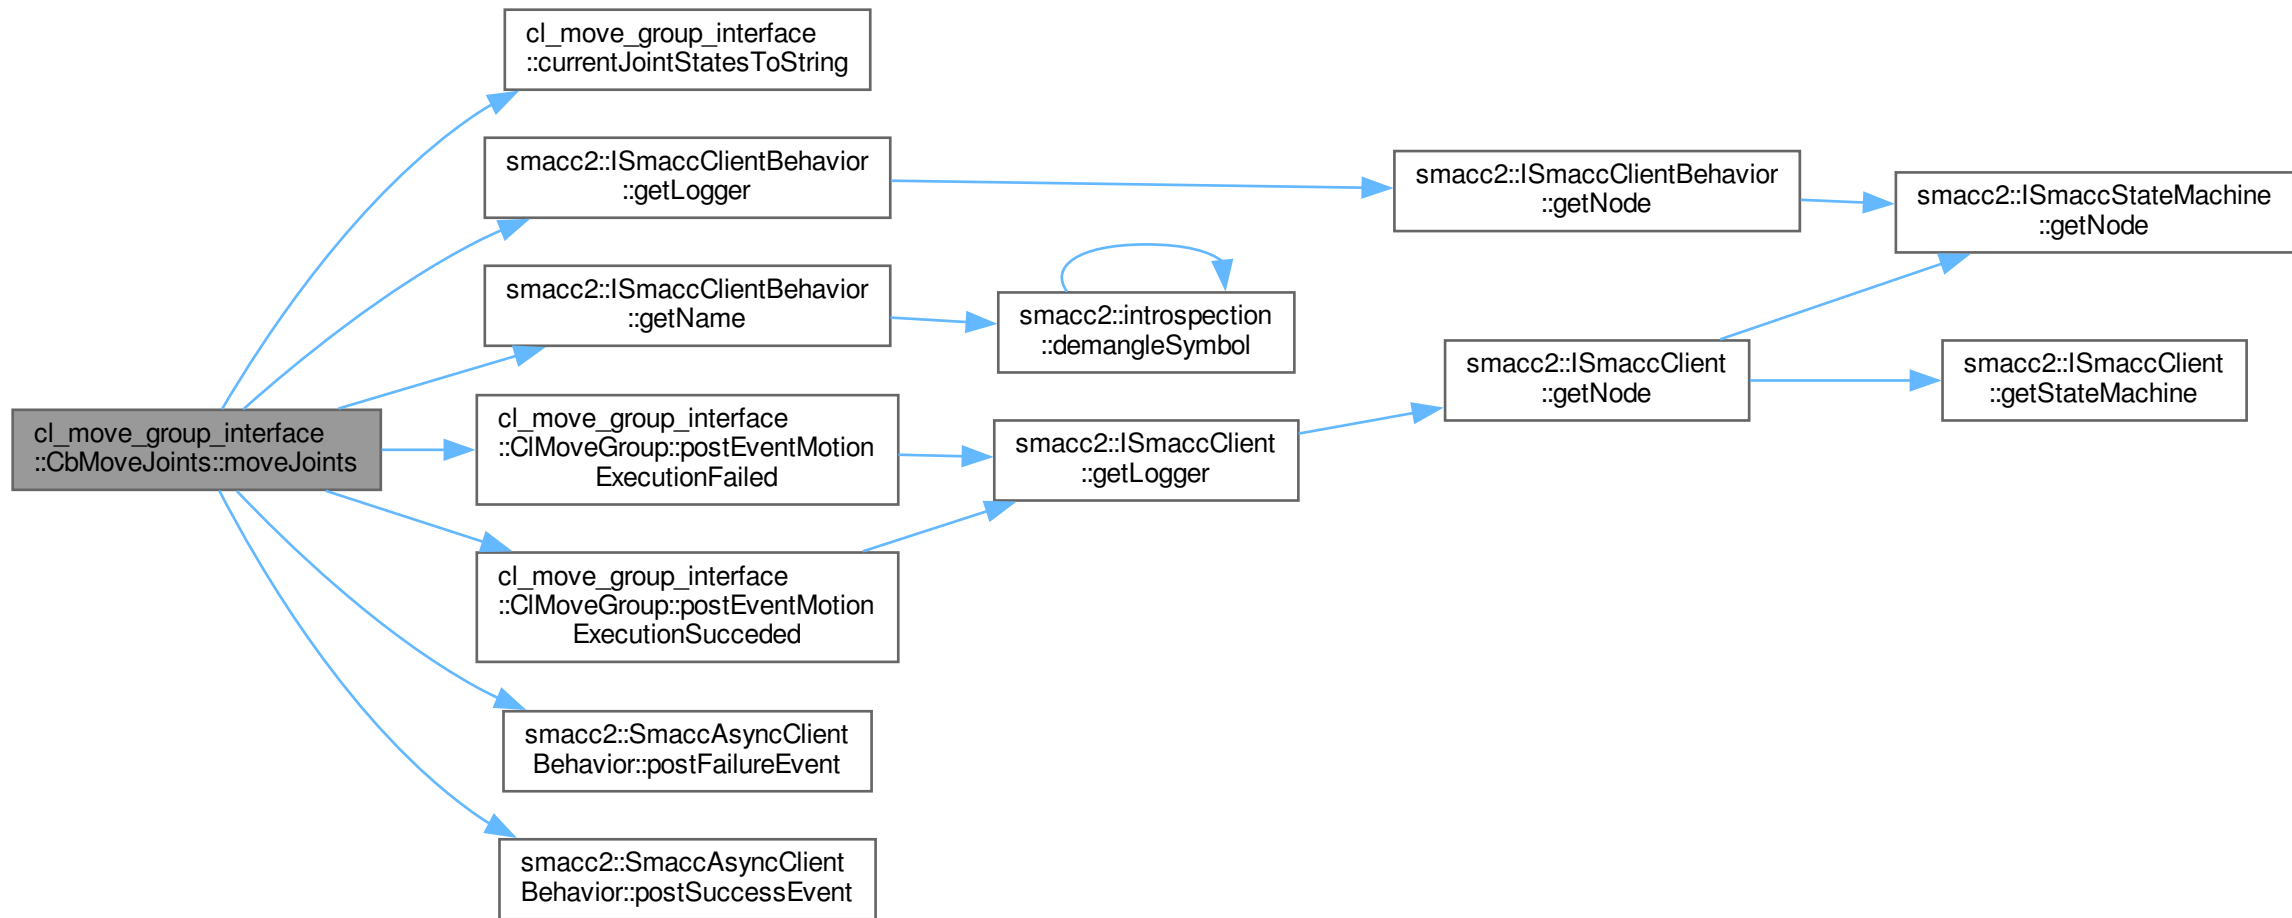 cl_move_group_interface
::currentJointStatesToString
smacc2::ISmaccClientBehavior
::getLogger
smacc2::ISmaccClientBehavior
::getName
cl_move_group_interface
::CbMoveJoints::moveJoints
cl_move_group_interface
::ClMoveGroup::postEventMotion
ExecutionFailed
cl_move_group_interface
::ClMoveGroup::postEventMotion
ExecutionSucceded
smacc2::SmaccAsyncClient
Behavior::postFailureEvent
smacc2::SmaccAsyncClient
Behavior::postSuccessEvent
smacc2::introspection
::demangleSymbol
smacc2::ISmaccClient
::getLogger
smacc2::ISmaccClientBehavior
::getNode
smacc2::ISmaccClient
::getNode
smacc2::ISmaccStateMachine
::getNode
smacc2::ISmaccClient
::getStateMachine